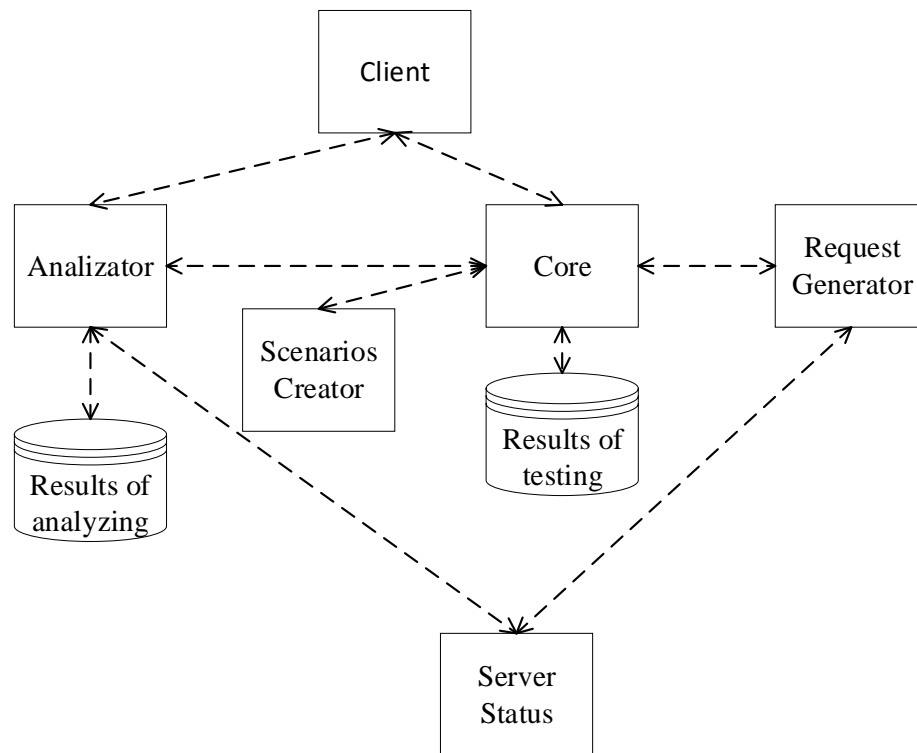 Client
Analizator
Core
Request
Generator
Scenarios
Creator
Results of
testing
Results of
analyzing
Server
Status